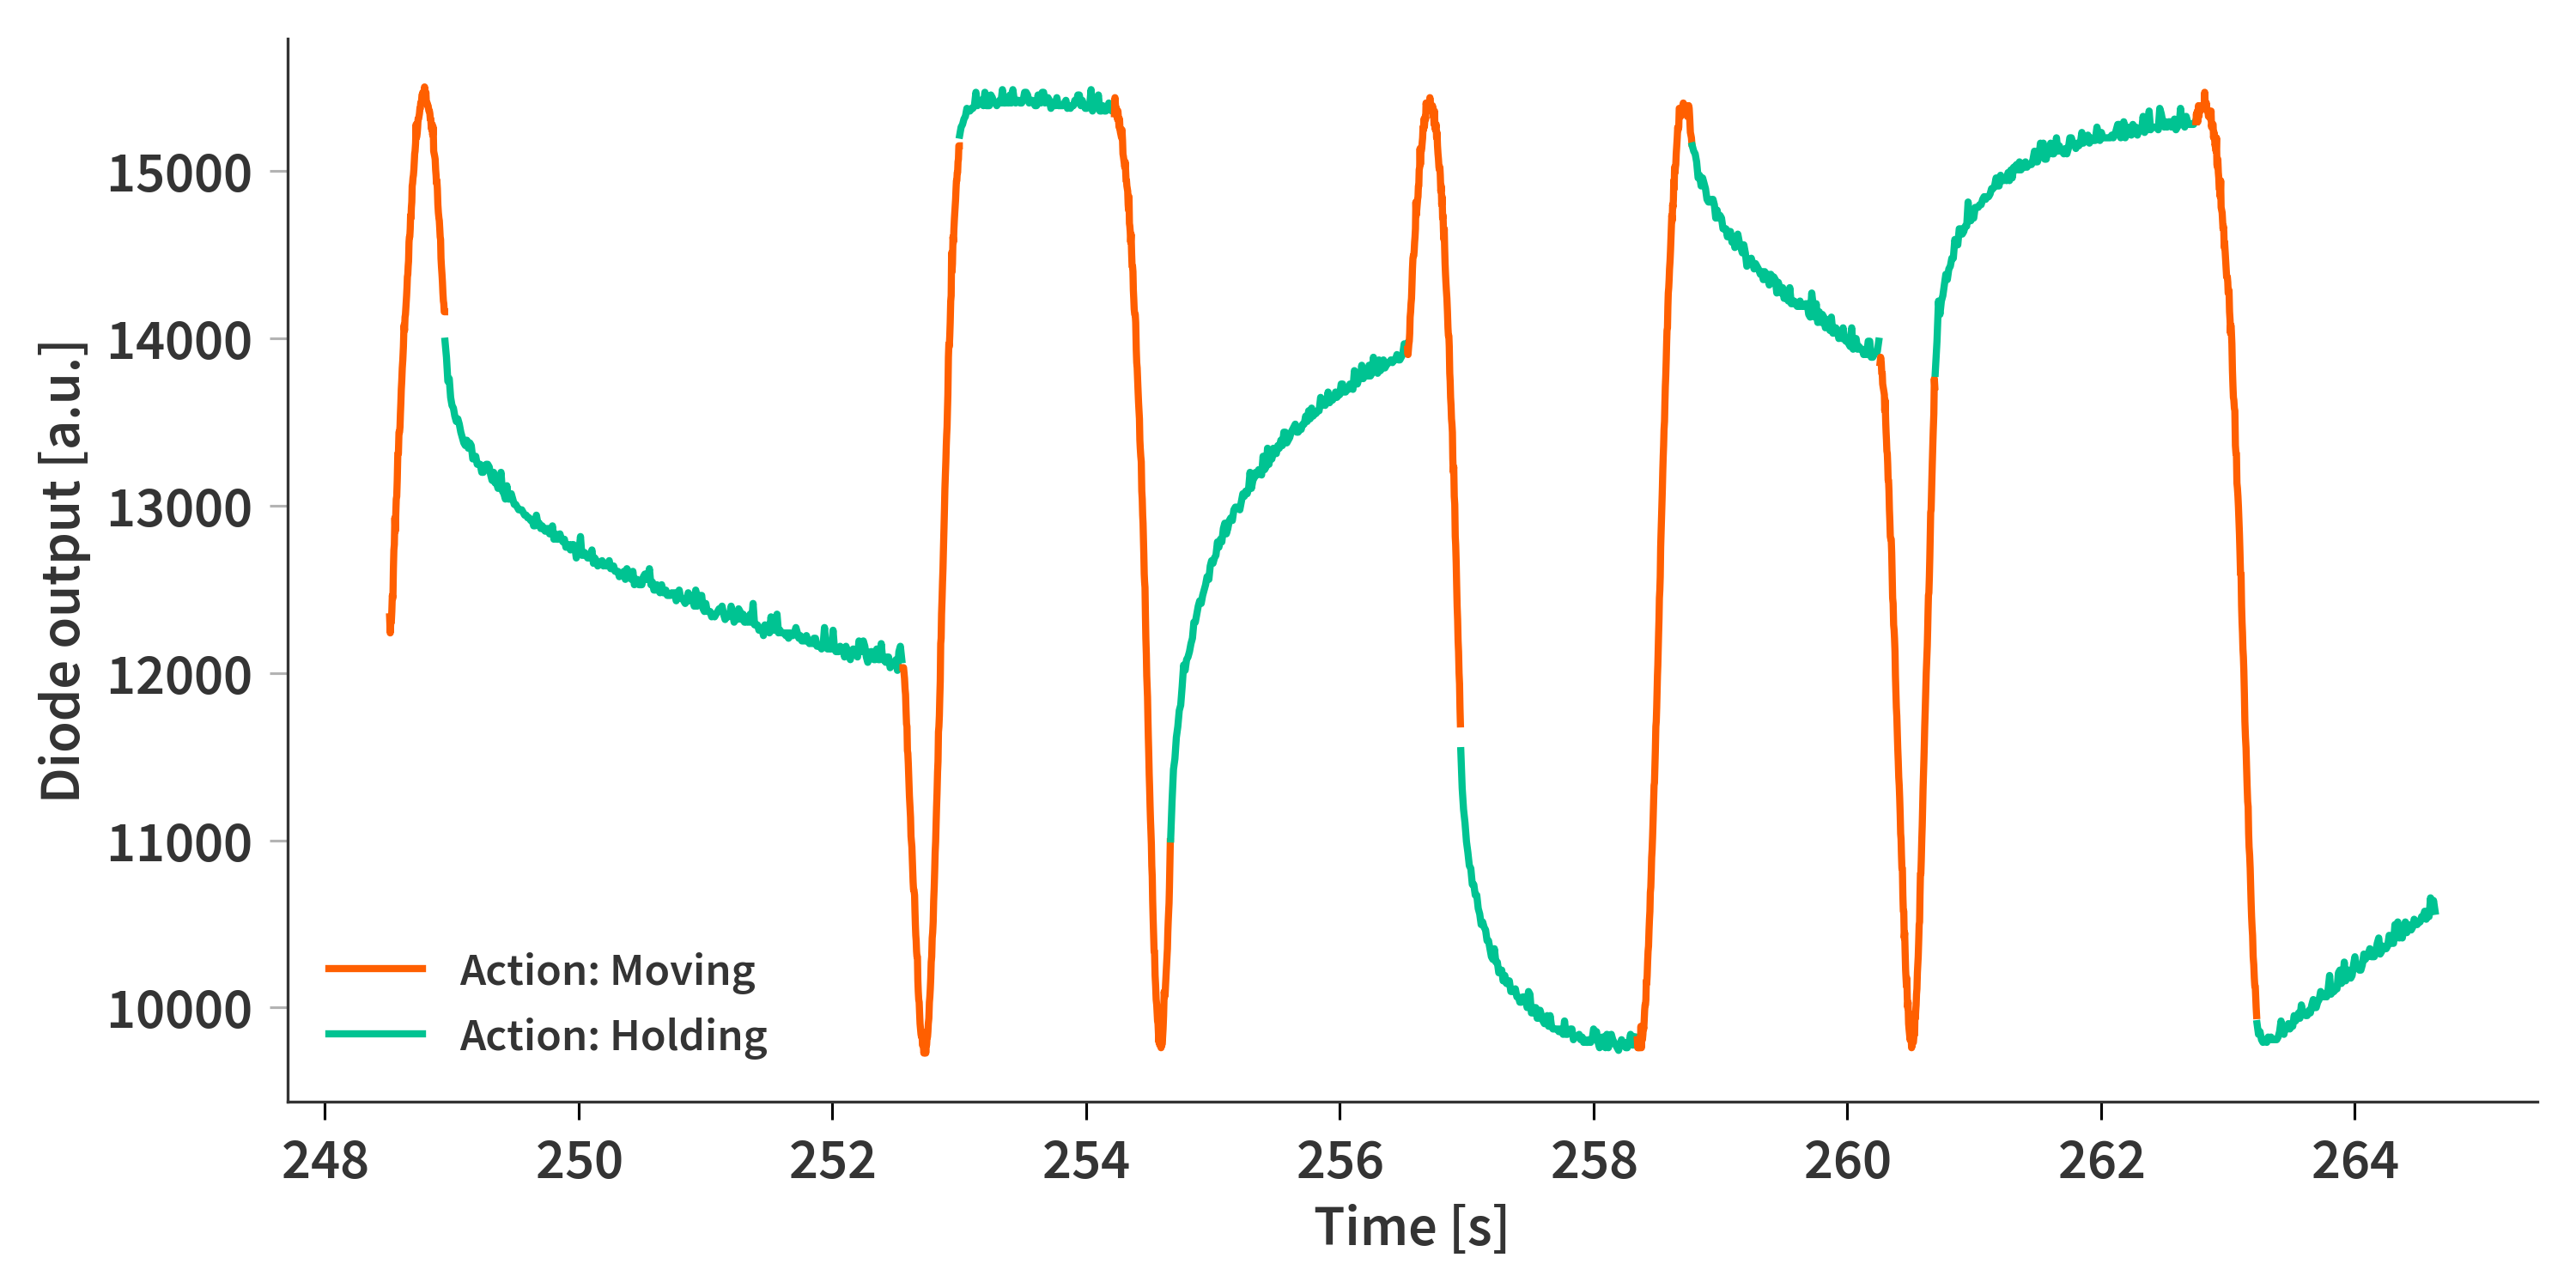 Diode output [a.u.]
15000
14000
13000
12000
11000
10000
Action: Moving
Action: Holding
248 250 252 254 256 258 260 262 264
Time [s]